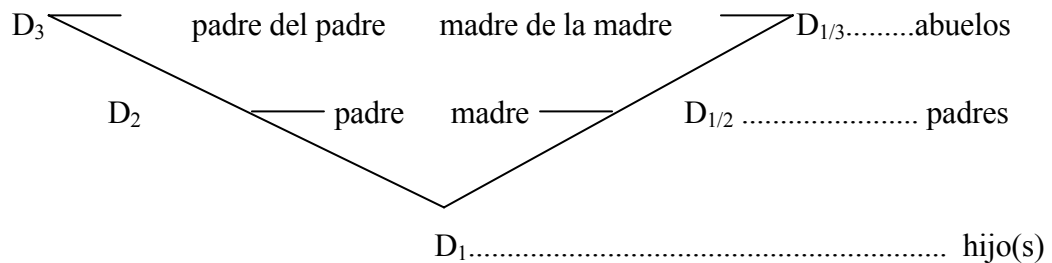 D₃ padre del padre madre de la madre D₁/₃.........abuelos
D₂ padre madre D₁/₂ ....................... padres
D₁............................................................... hijo(s)